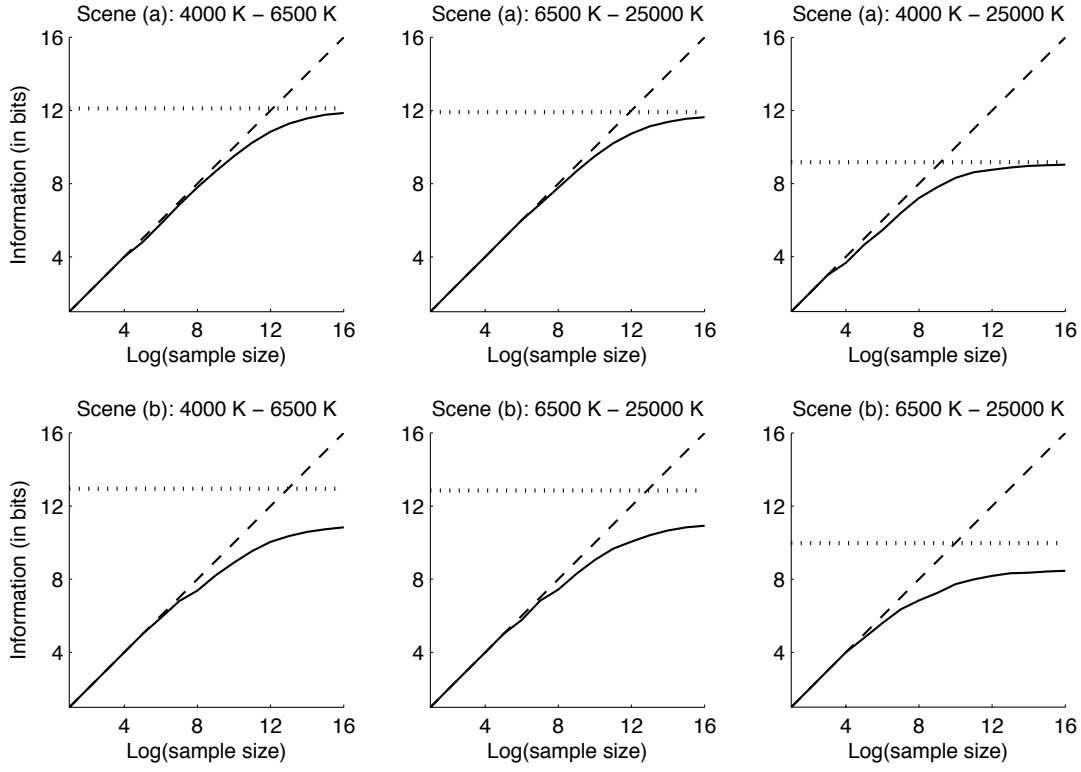 Scene (a): 4000 K − 6500 K
Scene (a): 6500 K − 25000 K
Scene (a): 4000 K − 25000 K
Information (in bits)
16
12
8
4
4 8 12 16
Log(sample size)
16
12
8
4
4 8 12 16
Log(sample size)
16
12
8
4
4 8 12 16
Log(sample size)
Scene (b): 4000 K − 6500 K
Scene (b): 6500 K − 25000 K
Scene (b): 6500 K − 25000 K
Information (in bits)
16
12
8
4
4 8 12 16
Log(sample size)
16
12
8
4
4 8 12 16
Log(sample size)
16
12
8
4
4 8 12 16
Log(sample size)